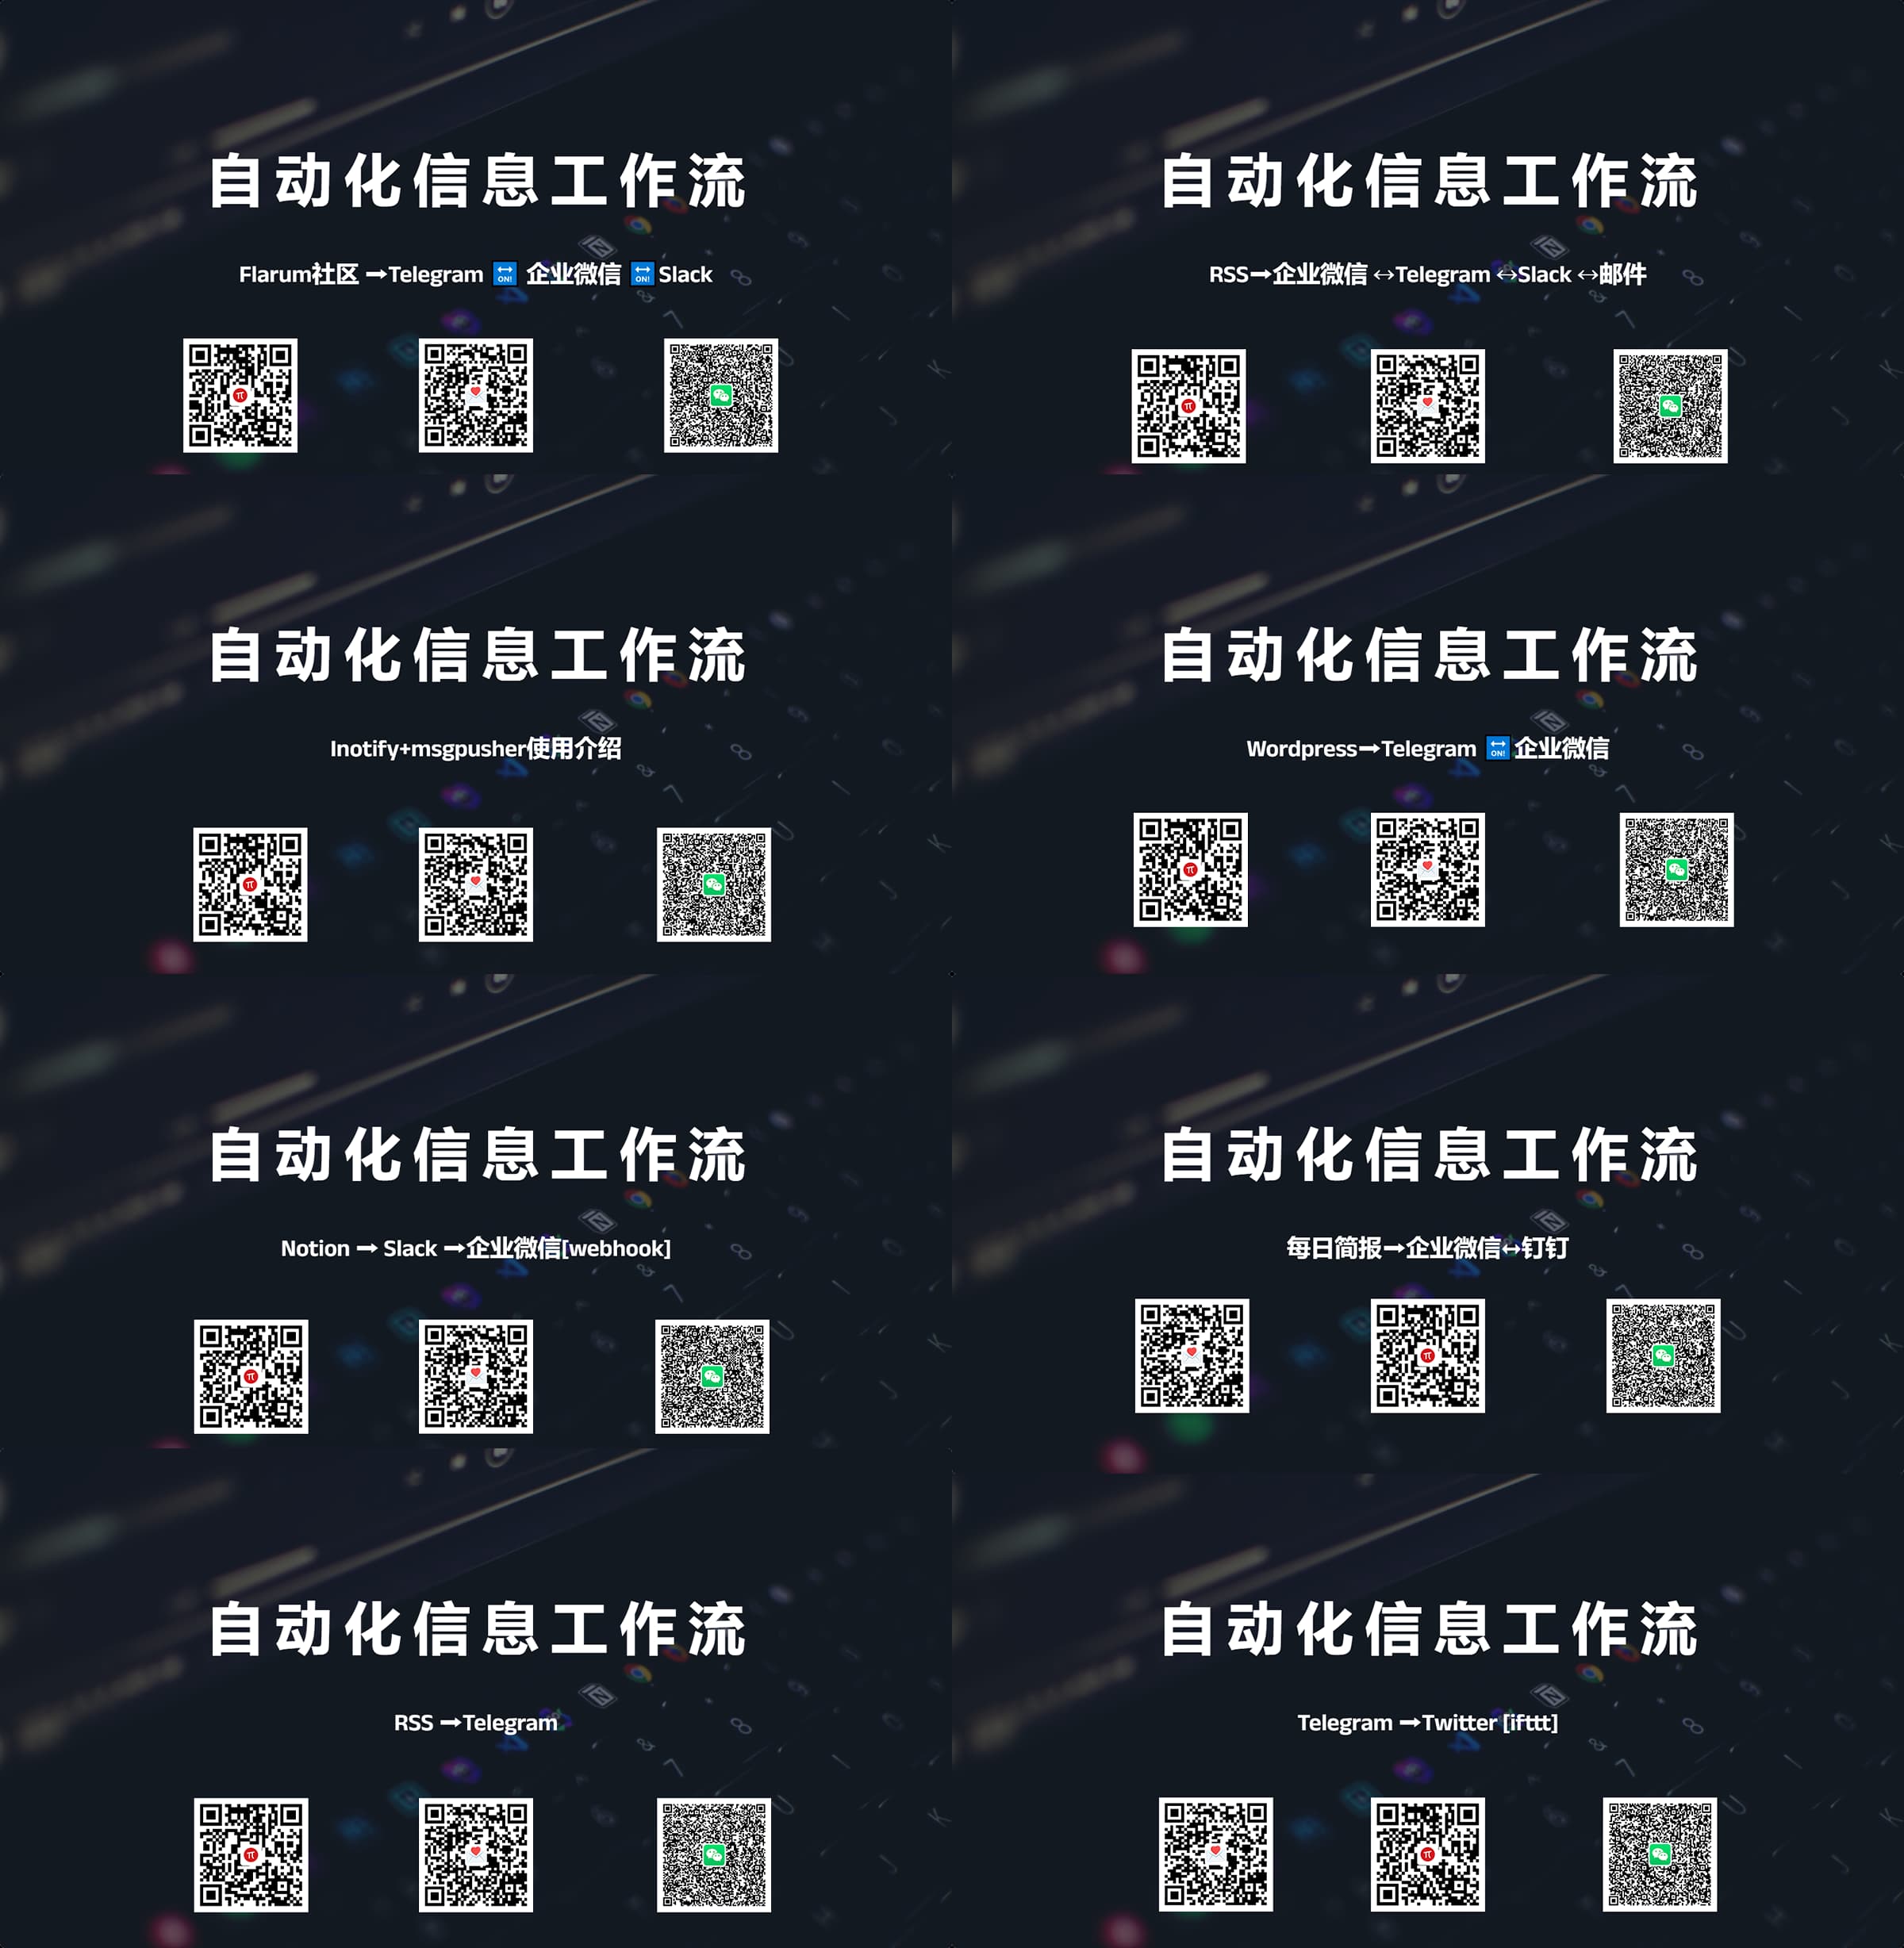 自动化信息工作流
Flarum社区 →Telegram ↔ON! 企业微信 ↔ON! Slack
自动化信息工作流
RSS→企业微信 ↔Telegram ↔Slack ↔邮件
自动化信息工作流
Inotify+msgpusher使用介绍
自动化信息工作流
Wordpress→Telegram ↔ON! 企业微信
自动化信息工作流
Notion → Slack →企业微信[webhook]
自动化信息工作流
每日简报→企业微信↔钉钉
自动化信息工作流
RSS →Telegram
自动化信息工作流
Telegram →Twitter [ifttt]